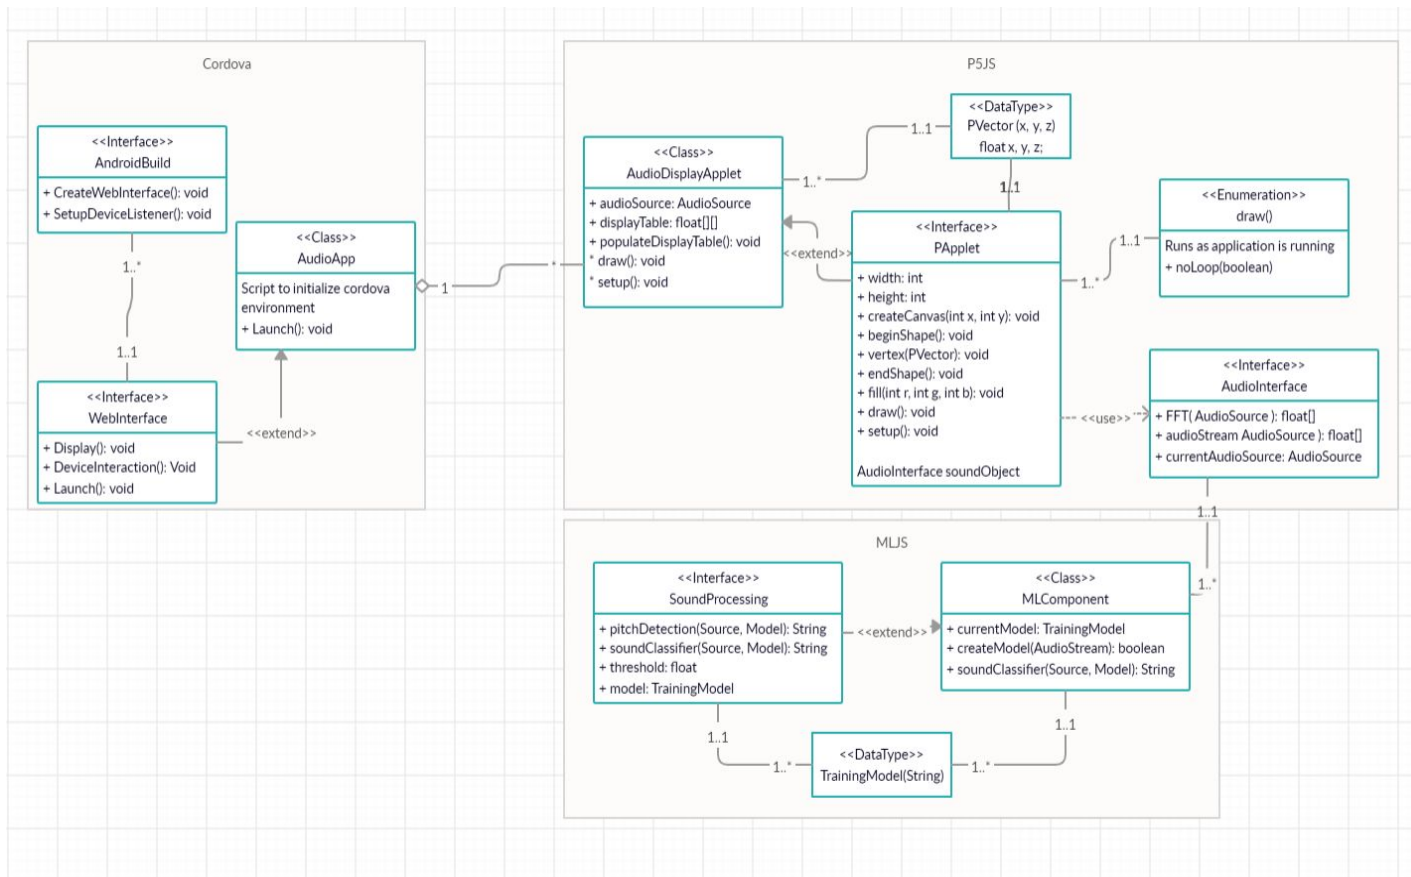 Cordova
<<Interface>>
AndroidBuild
+ CreateWebInterface(): void
+ SetupDeviceListener(): void
1..*
1..1
<<Interface>>
WebInterface
+ Display(): void
+ DeviceInteraction(): Void
+ Launch(): void
<<extend>>
<<Class>>
AudioApp
Script to initialize cordova
environment
+ Launch(): void
1
*
P5JS
<<Class>>
AudioDisplayApplet
+ audioSource: AudioSource
+ displayTable: float[][]
+ populateDisplayTable(): void
* draw(): void
* setup(): void
1..*
1..1
<<DataType>>
PVector (x, y, z)
float x, y, z;
1..1
<<extend>>
<<Interface>>
PApplet
+ width: int
+ height: int
+ createCanvas(int x, int y): void
+ beginShape(): void
+ vertex(PVector): void
+ endShape(): void
+ fill(int r, int g, int b): void
+ draw(): void
+ setup(): void
AudioInterface soundObject
1..*
1..1
<<Enumeration>>
draw()
Runs as application is running
+ noLoop(boolean)
<<use>>
<<Interface>>
AudioInterface
+ FFT( AudioSource ): float[]
+ audioStream AudioSource ): float[]
+ currentAudioSource: AudioSource
1..1
1..*
MLJS
<<Interface>>
SoundProcessing
+ pitchDetection(Source, Model): String
+ soundClassifier(Source, Model): String
+ threshold: float
+ model: TrainingModel
<<extend>>
<<Class>>
MLComponent
+ currentModel: TrainingModel
+ createModel(AudioStream): boolean
+ soundClassifier(Source, Model): String
1..1
1..*
<<DataType>>
TrainingModel(String)
1..*
1..1